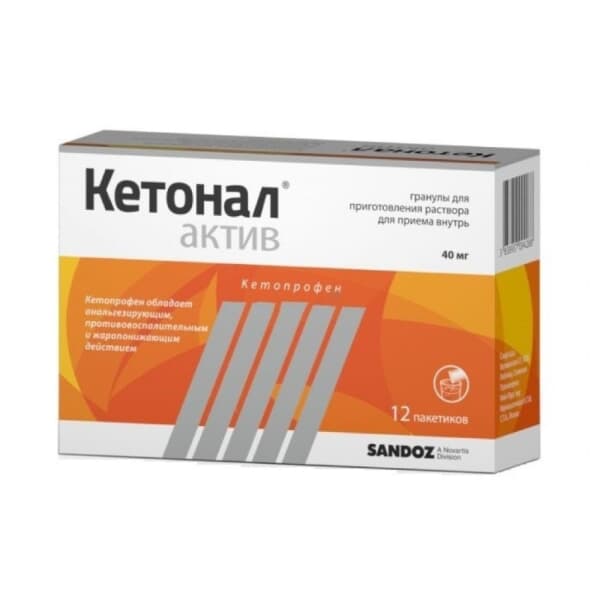 Кетонал
Кетонал®
актив
гранулы для
приготовления раствора
для приема внутрь
40 мг
Кетопрофен
Кетопрофен обладает
анальгезирующим,
противовоспалительным
и жаропонижающим
действием
12 пакетиков
SANDOZ
A Novartis
Division